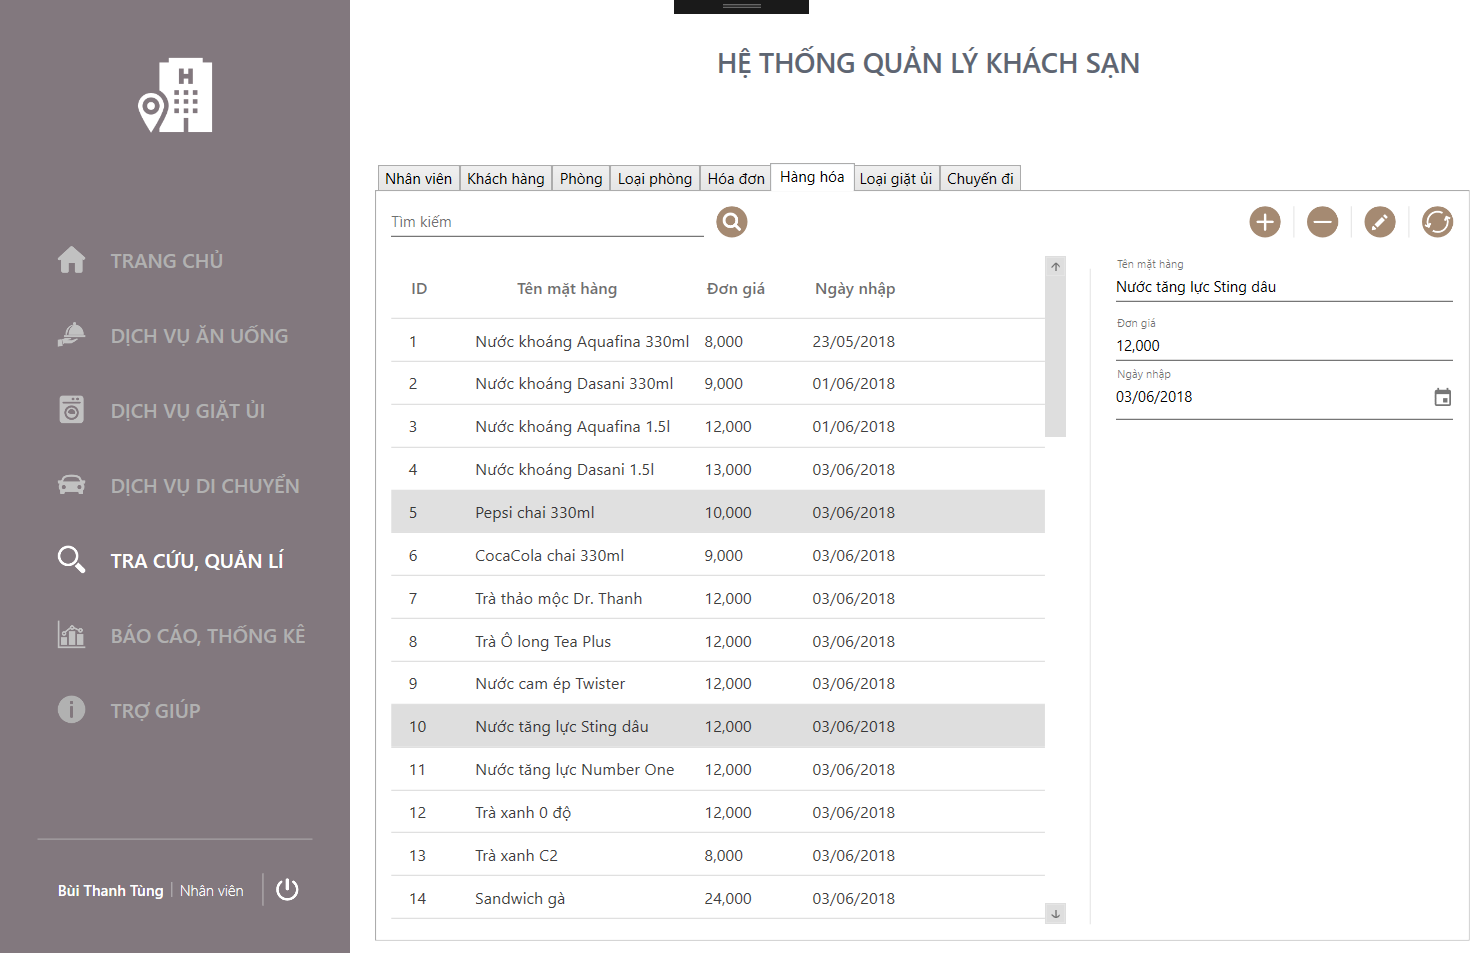 HỆ THỐNG QUẢN LÝ KHÁCH SẠN
H
TRANG CHỦ
DỊCH VỤ ĂN UỐNG
DỊCH VỤ GIẶT ỦI
DỊCH VỤ DI CHUYỂN
TRA CỨU, QUẢN LÍ
BÁO CÁO, THỐNG KÊ
TRỢ GIÚP
Bùi Thanh Tùng | Nhân viên
Nhân viên Khách hàng Phòng Loại phòng Hóa đơn Hàng hóa Loại giặt ủi Chuyến đi
Tìm kiếm
ID Tên mặt hàng Đơn giá Ngày nhập
1 Nước khoáng Aquafina 330ml 8,000 23/05/2018
2 Nước khoáng Dasani 330ml 9,000 01/06/2018
3 Nước khoáng Aquafina 1.5l 12,000 01/06/2018
4 Nước khoáng Dasani 1.5l 13,000 03/06/2018
5 Pepsi chai 330ml 10,000 03/06/2018
6 CocaCola chai 330ml 9,000 03/06/2018
7 Trà thảo mộc Dr. Thanh 12,000 03/06/2018
8 Trà Ô long Tea Plus 12,000 03/06/2018
9 Nước cam ép Twister 12,000 03/06/2018
10 Nước tăng lực Sting dâu 12,000 03/06/2018
11 Nước tăng lực Number One 12,000 03/06/2018
12 Trà xanh 0 độ 12,000 03/06/2018
13 Trà xanh C2 8,000 03/06/2018
14 Sandwich gà 24,000 03/06/2018
Tên mặt hàng
Nước tăng lực Sting dâu
Đơn giá
12,000
Ngày nhập
03/06/2018